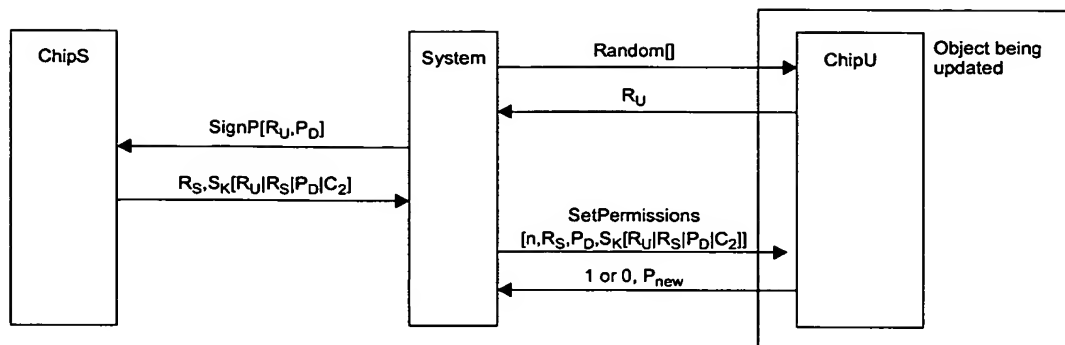 ChipS
System
ChipU
Object being
updated
Random[]
R_U
SignP[R_U,P_D]
R_S,S_K[R_U|R_S|P_D|C_2]
SetPermissions
[n,R_S,P_D,S_K[R_U|R_S|P_D|C_2]]
1 or 0, P_new